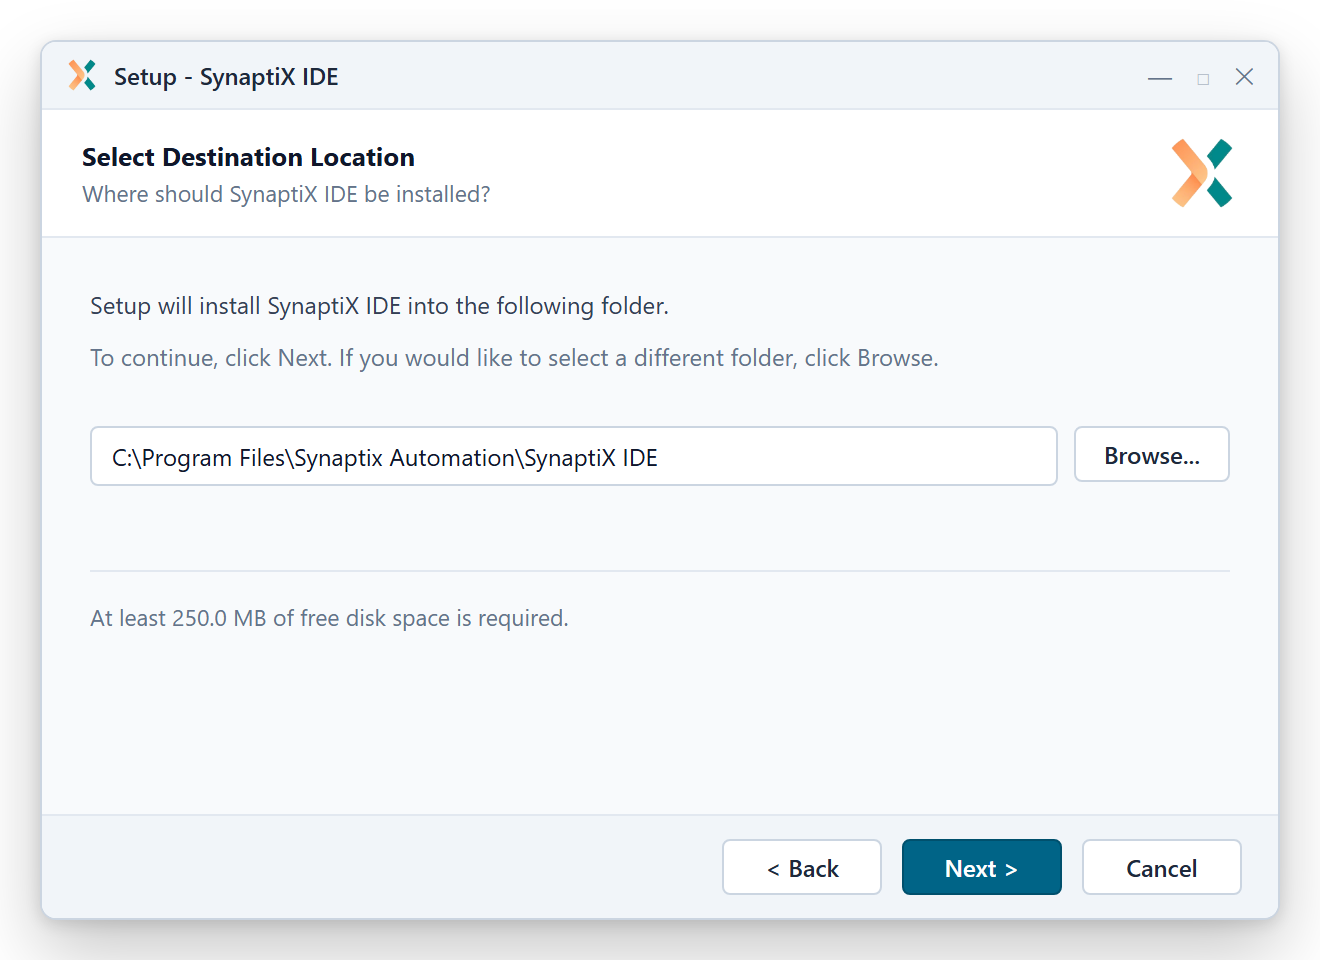 Setup - SynaptiX IDE
Select Destination Location
Where should SynaptiX IDE be installed?
Setup will install SynaptiX IDE into the following folder.
To continue, click Next. If you would like to select a different folder, click Browse.
C:\Program Files\Synaptix Automation\SynaptiX IDE
Browse...
At least 250.0 MB of free disk space is required.
< Back
Next >
Cancel